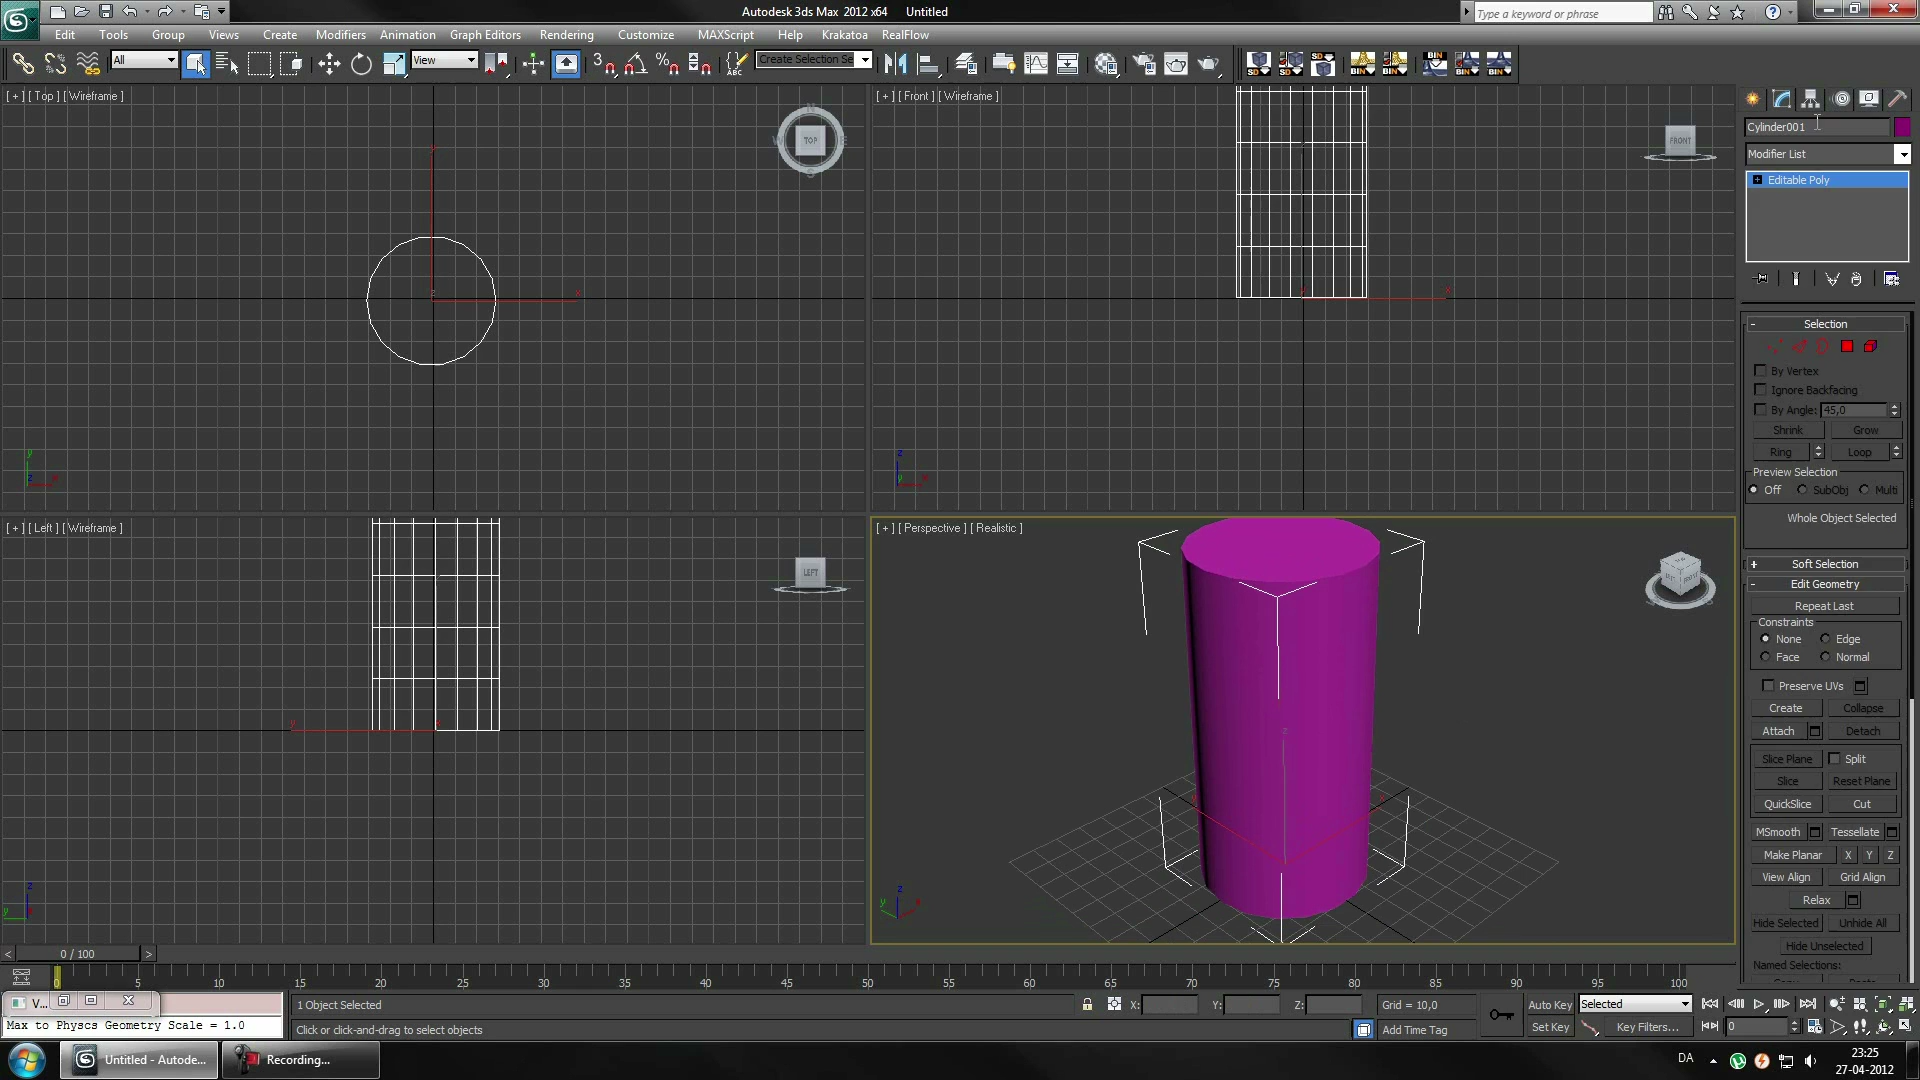 Autodesk 3ds Max  2012 x64     Untitled
Type a keyword or phrase
Edit Tools Group Views Create Modifiers Animation Graph Editors Rendering Customize MAXScript Help Krakatoa RealFlow
All
View
Create Selection Se
[ + ] [ Top ] [ Wireframe ]
TOP
[ + ] [ Front ] [ Wireframe ]
FRONT
Cylinder001
Modifier List
Editable Poly
Selection
By Vertex
Ignore Backfacing
By Angle: 45,0
Shrink Grow
Ring Loop
Preview Selection
Off SubObj Multi
Whole Object Selected
[ + ] [ Left ] [ Wireframe ]
LEFT
[ + ] [ Perspective ] [ Realistic ]
Soft Selection
Edit Geometry
Repeat Last
Constraints
None Edge
Face Normal
Preserve UVs
Create Collapse
Attach Detach
Slice Plane Split
Slice Reset Plane
QuickSlice Cut
MSmooth Tessellate
Make Planar X Y Z
View Align Grid Align
Relax
Hide Selected Unhide All
Hide Unselected
Named Selections:
< 0 / 100 >
0 5 10 15 20 25 30 35 40 45 50 55 60 65 70 75 80 85 90 95 100
V...
1 Object Selected
X: Y: Z:
Grid = 10,0
Auto Key
Selected
Max to Physcs Geometry Scale = 1.0
Click or click-and-drag to select objects
Add Time Tag
Set Key
Key Filters...
0
Untitled - Autode...
Recording...
DA
23:25
27-04-2012